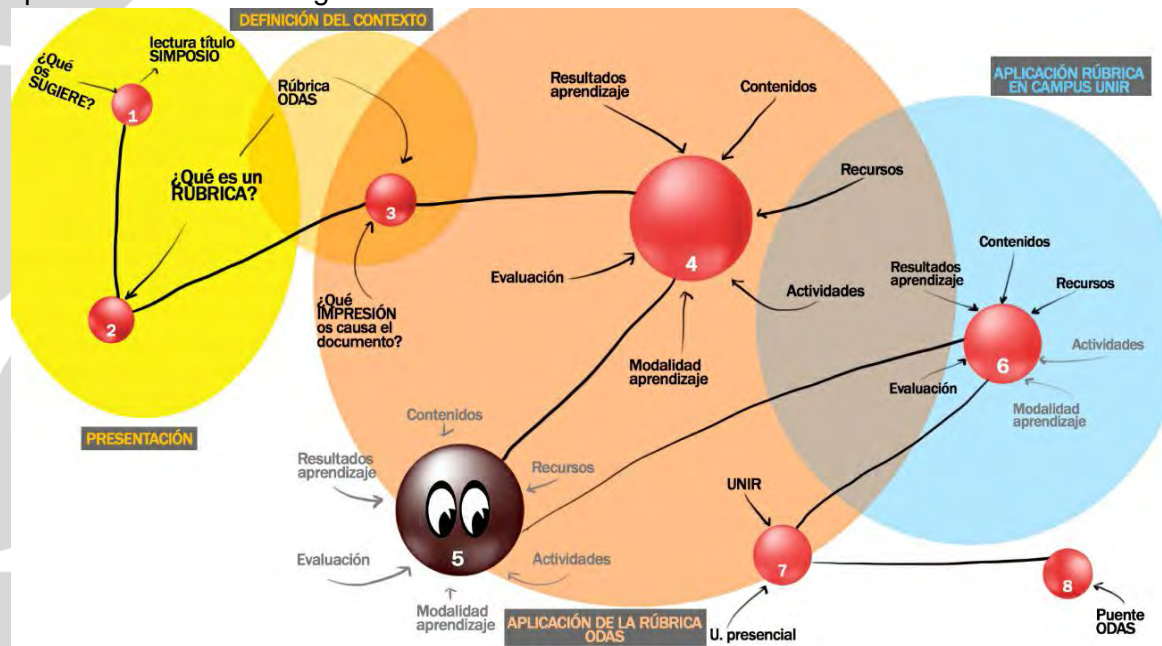 DEFINICIÓN DEL CONTEXTO
¿Qué
os
SUGIERE?
lectura título
SIMPOSIO
1
¿Qué es un
RÚBRICA?
2
PRESENTACIÓN
Rúbrica
ODAS
3
¿Qué
IMPRESIÓN
os causa el
documento?
Resultados
aprendizaje
Contenidos
Recursos
4
Evaluación
Actividades
Modalidad
aprendizaje
Contenidos
Resultados
aprendizaje
Recursos
5
Evaluación
Actividades
Modalidad
aprendizaje
APLICACIÓN DE LA RÚBRICA
ODAS
APLICACIÓN RÚBRICA
EN CAMPUS UNIR
Contenidos
Resultados
aprendizaje
Recursos
6
Actividades
Evaluación
Modalidad
aprendizaje
UNIR
7
U. presencial
8
Puente
ODAS